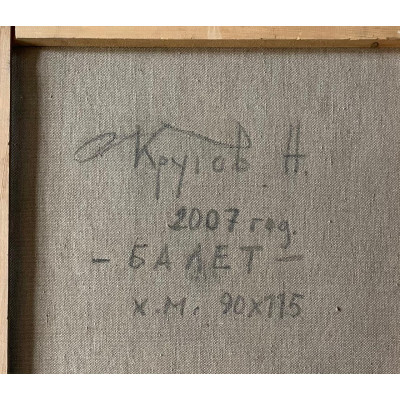 Кругов А.
2007 год.
- БАЛЕТ -
х.м. 90х115